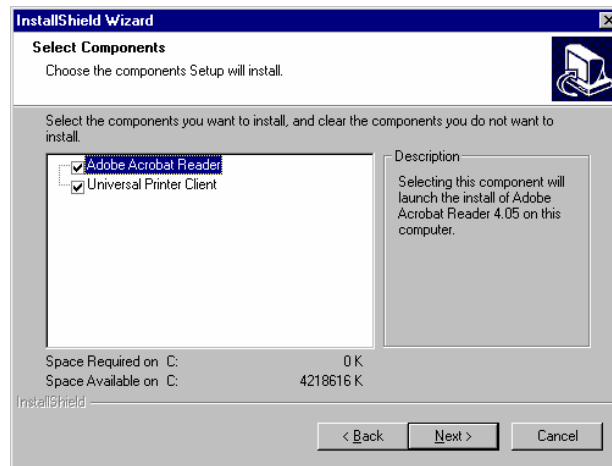 InstallShield Wizard
Select Components
Choose the components Setup will install.
Select the components you want to install, and clear the components you do not want to
install.
Adobe Acrobat Reader
Universal Printer Client
Description
Selecting this component will
launch the install of Adobe
Acrobat Reader 4.05 on this
computer.
Space Required on C: 0 K
Space Available on C: 4218616 K
InstallShield
< Back
Next >
Cancel